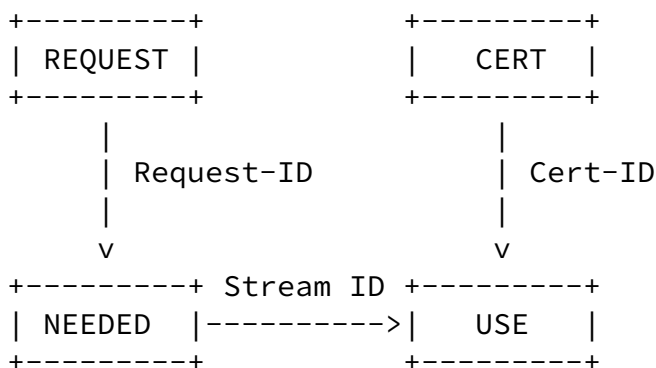 REQUEST CERT
Request-ID Cert-ID
Stream ID
NEEDED USE